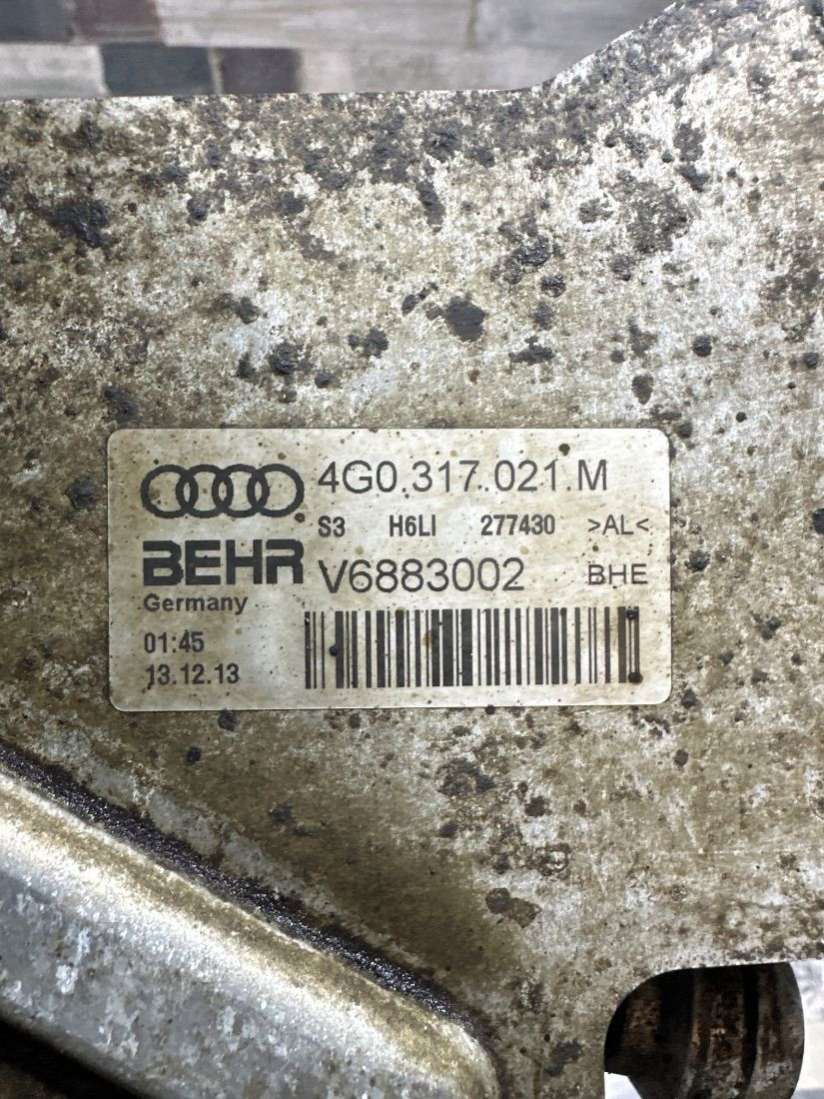 4G0.317.021.M
S3 H6LI 277430 >AL<
BEHR V6883002 BHE
Germany
01:45
13.12.13